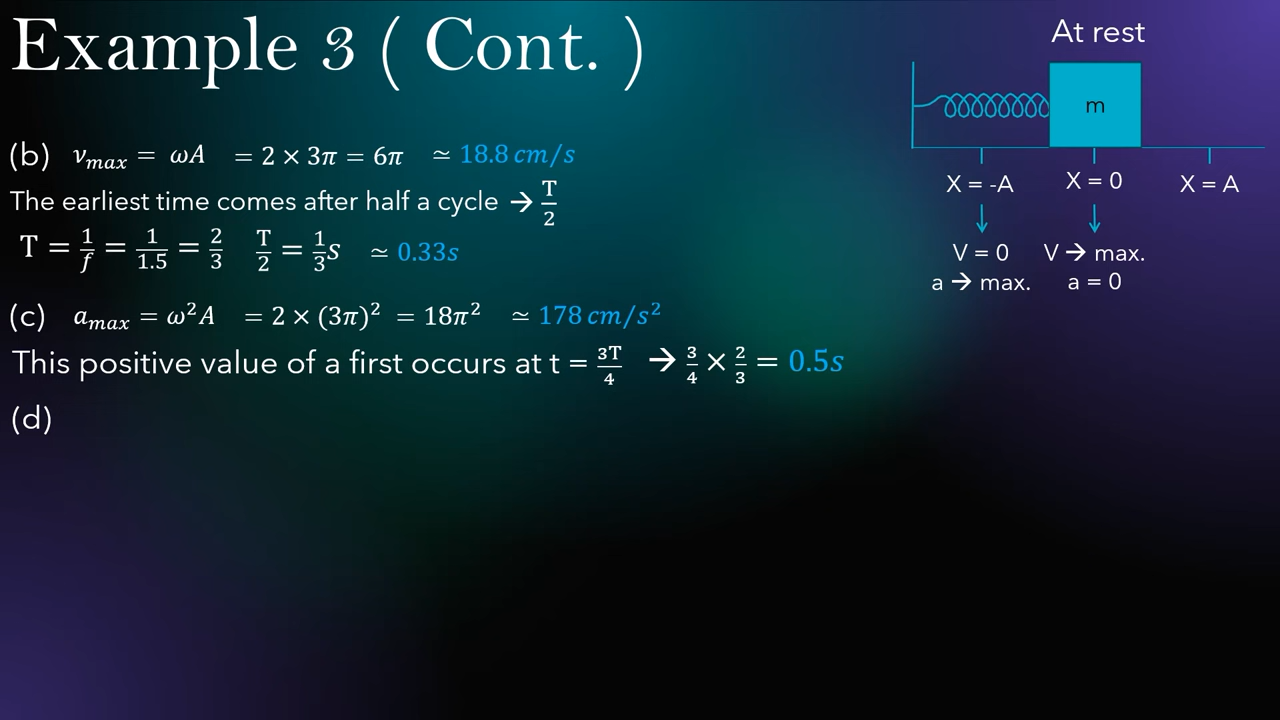 Example 3 ( Cont. )
At rest
m
X = -A
X = 0
X = A
V = 0
V → max.
a → max.
a = 0
(b) v_max = ωA = 2 × 3π = 6π ≃ 18.8 cm/s
The earliest time comes after half a cycle → T/2
T = 1/f = 1/1.5 = 2/3 T/2 = 1/3 s ≃ 0.33s
(c) a_max = ω²A = 2 × (3π)² = 18π² ≃ 178 cm/s²
This positive value of a first occurs at t = 3T/4 → 3/4 × 2/3 = 0.5s
(d)